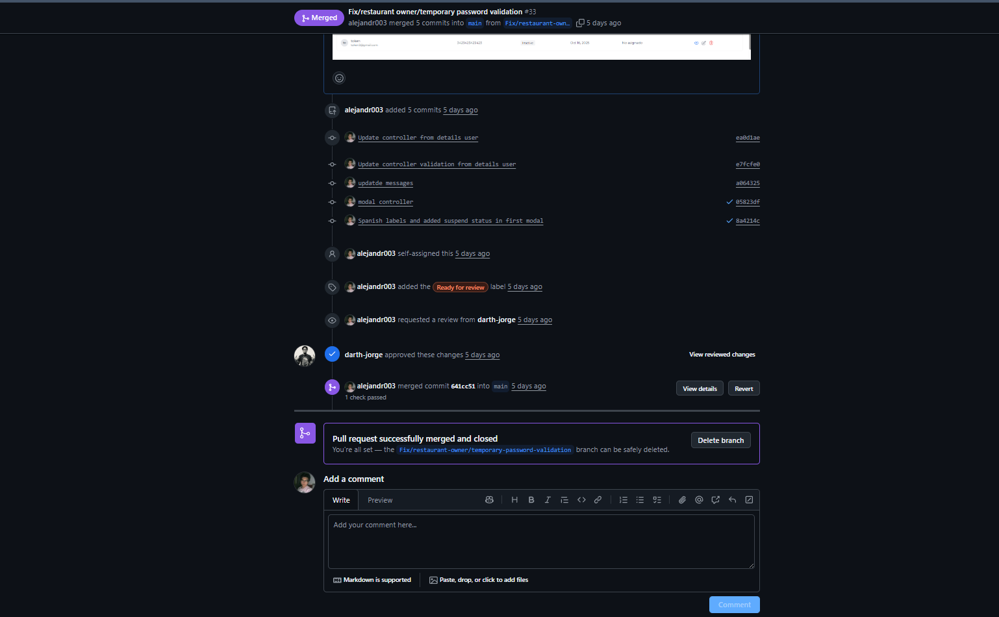 Merged
Fix/restaurant owner/temporary password validation #33
alejandr003 merged 5 commits into main from Fix/restaurant-own… 5 days ago
token
token3@gmail.com
3423423423423
Inactive
Oct 16, 2025
No asignado
alejandr003 added 5 commits 5 days ago
Update controller from details user ea0d1ae
Update controller validation from details user e7fcfe0
updatde messages a064325
modal controller 05823df
Spanish labels and added suspend status in first modal 8a4214c
alejandr003 self-assigned this 5 days ago
alejandr003 added the Ready for review label 5 days ago
alejandr003 requested a review from darth-jorge 5 days ago
darth-jorge approved these changes 5 days ago View reviewed changes
alejandr003 merged commit 641cc51 into main 5 days ago View details Revert
1 check passed
Pull request successfully merged and closed
You're all set — the Fix/restaurant-owner/temporary-password-validation branch can be safely deleted.
Delete branch
Add a comment
Write Preview
Add your comment here...
Markdown is supported Paste, drop, or click to add files
Comment